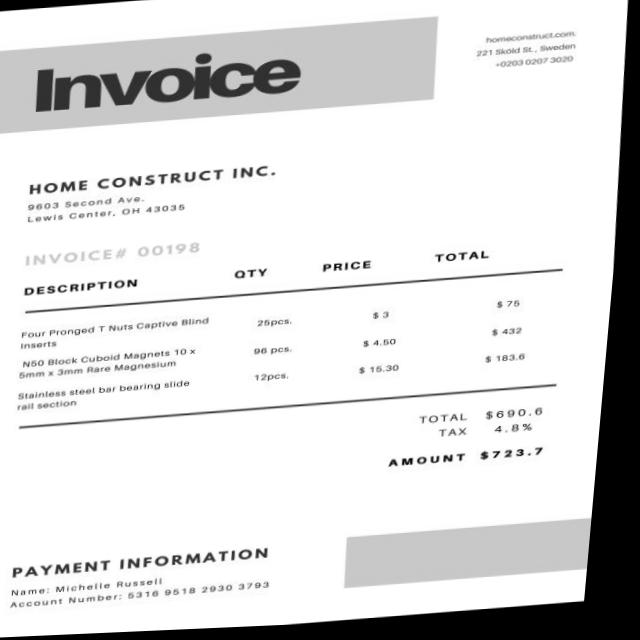 Invoice
homeconstruct.com.
221 Sköld St., Sweden
+0203 0207 3020
HOME CONSTRUCT INC.
9603 Second Ave.
Lewis Center, OH 43035
INVOICE# 00198
DESCRIPTION QTY PRICE TOTAL
Four Pronged T Nuts Captive Blind Inserts 25pcs. $ 3 $ 75
N50 Block Cuboid Magnets 10 x 5mm x 3mm Rare Magnesium 96 pcs. $ 4.50 $ 432
Stainless steel bar bearing slide rail section 12pcs. $ 15.30 $ 183.6
TOTAL $690.6
TAX 4.8%
AMOUNT $723.7
PAYMENT INFORMATION
Name: Michelle Russell
Account Number: 5316 9518 2930 3793